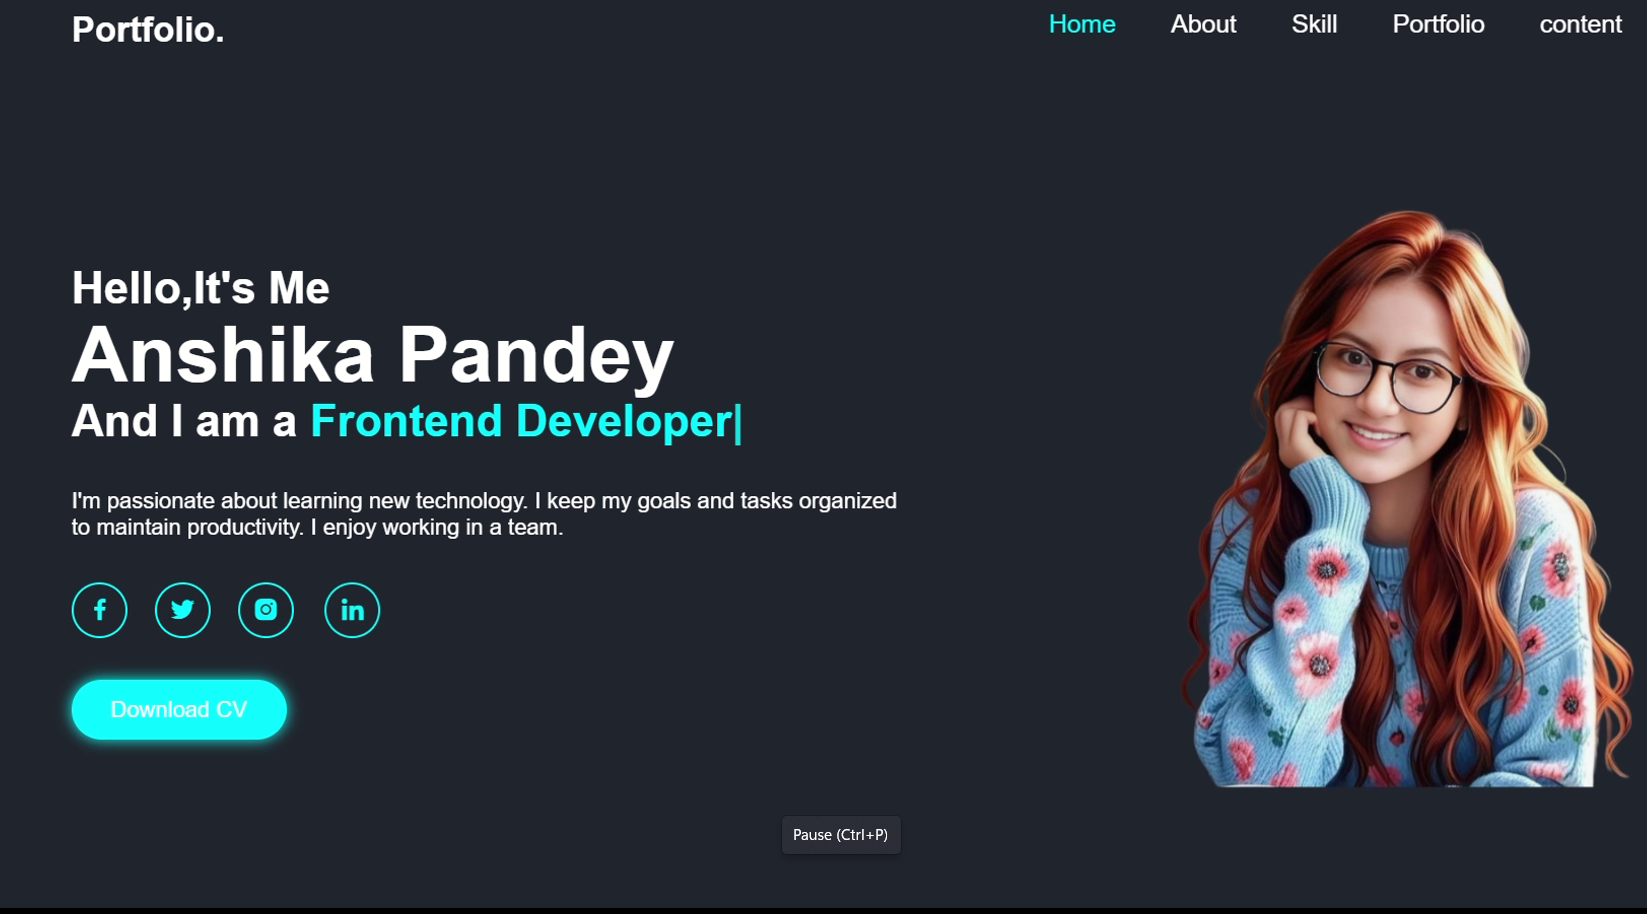 Portfolio.
Home About Skill Portfolio content
Hello,It's Me
Anshika Pandey
And I am a Frontend Developer|
I'm passionate about learning new technology. I keep my goals and tasks organized
to maintain productivity. I enjoy working in a team.
Download CV
Pause (Ctrl+P)